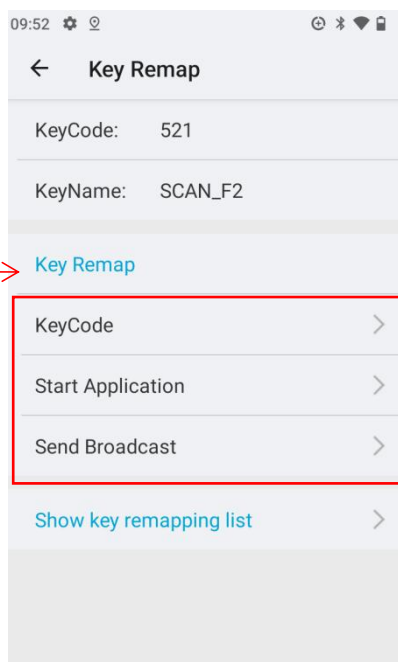 09:52
Key Remap
KeyCode: 521
KeyName: SCAN_F2
Key Remap
KeyCode
Start Application
Send Broadcast
Show key remapping list